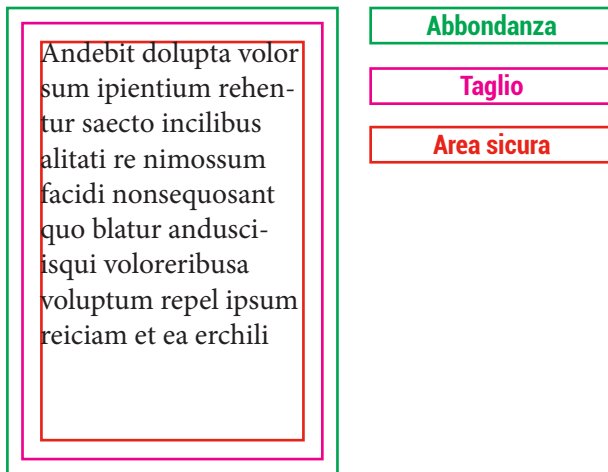 Andebit dolupta volor
sum ipientium rehen-
tur saecto incilibus
alitati re nimossum
facidi nonsequosant
quo blatur andusci-
isqui voloreribusa
voluptum repel ipsum
reiciam et ea erchili
Abbondanza
Taglio
Area sicura